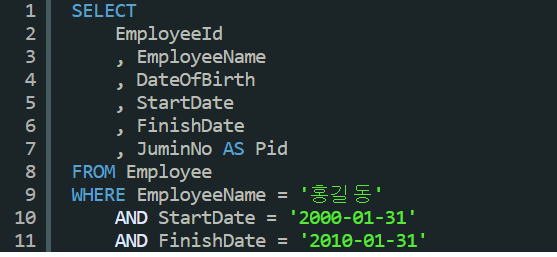 1 SELECT
2     EmployeeId
3     , EmployeeName
4     , DateOfBirth
5     , StartDate
6     , FinishDate
7     , JuminNo AS Pid
8 FROM Employee
9 WHERE EmployeeName = '홍길동'
10     AND StartDate = '2000-01-31'
11     AND FinishDate = '2010-01-31'